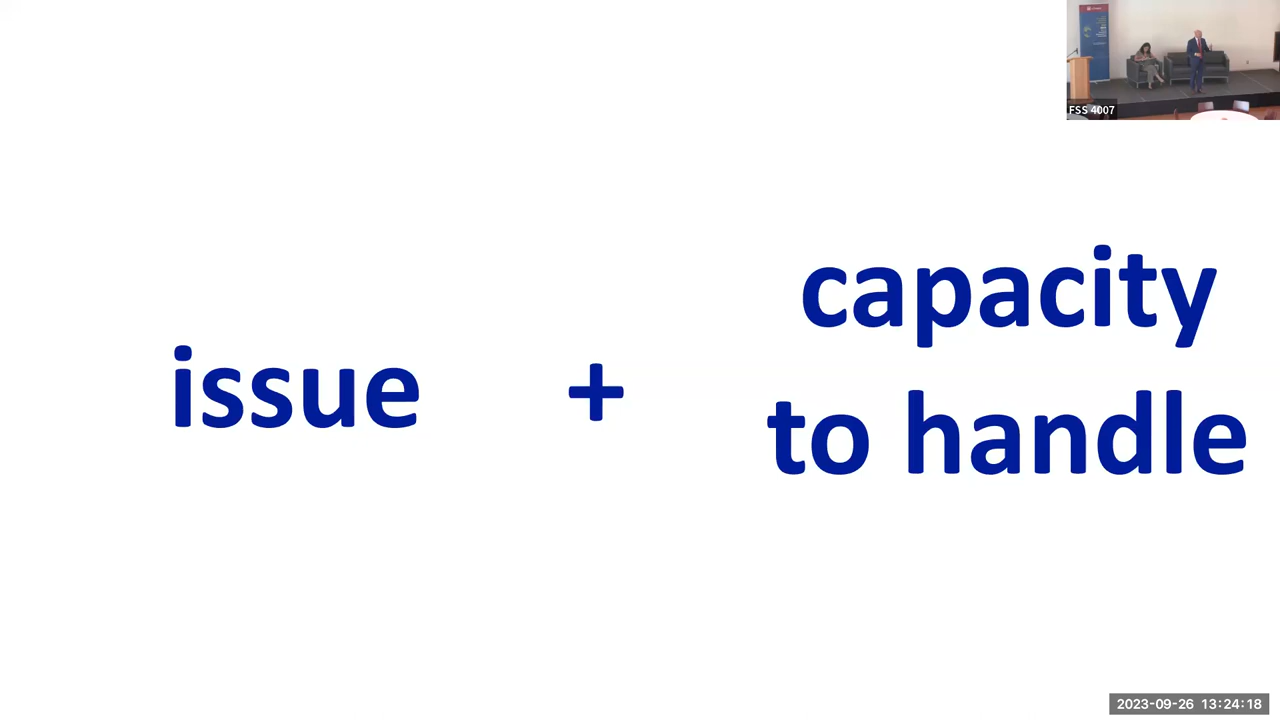 FSS 4007
capacity
issue + to handle
2023-09-26 13:24:18